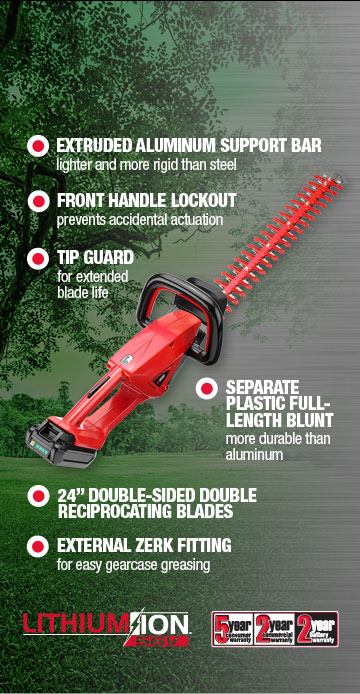 EXTRUDED ALUMINUM SUPPORT BAR
lighter and more rigid than steel
FRONT HANDLE LOCKOUT
prevents accidental actuation
TIP GUARD
for extended
blade life
SEPARATE
PLASTIC FULL-
LENGTH BLUNT
more durable than
aluminum
24” DOUBLE-SIDED DOUBLE
RECIPROCATING BLADES
EXTERNAL ZERK FITTING
for easy gearcase greasing
LITHIUM ION
50V
5 year consumer warranty
2 year commercial warranty
2 year battery warranty